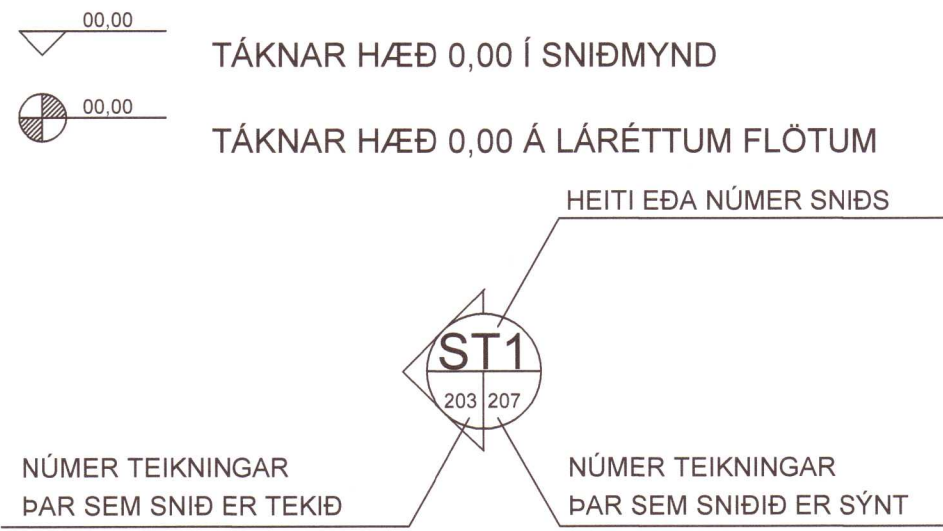 00,00
TÁKNAR HÆÐ 0,00 Í SNIÐMYND
00,00
TÁKNAR HÆÐ 0,00 Á LÁRÉTTUM FLÖTUM
HEITI EÐA NÚMER SNIÐS
ST1
203 207
NÚMER TEIKNINGAR
ÞAR SEM SNIÐ ER TEKIÐ
NÚMER TEIKNINGAR
ÞAR SEM SNIÐIÐ ER SÝNT